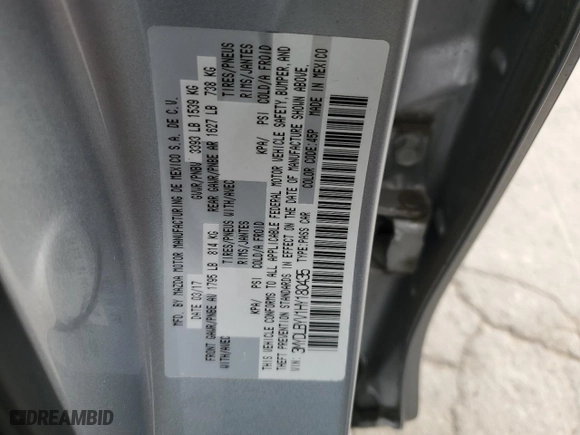 MFD. BY MAZDA MOTOR MANUFACTURING DE MEXICO S.A. DE C.V.
DATE 03/17 GVWR/PNBV 3393 LB 1539 KG
FRONT GAWR/PNBE AV 1795 LB 814 KG REAR GAWR/PNBE AR 1627 LB 738 KG
WITH/AVEC TIRES/PNEUS WITH/AVEC TIRES/PNEUS
RIMS/JANTES RIMS/JANTES
KPA/ PSI COLD/A FROID KPA/ PSI COLD/A FROID
THIS VEHICLE CONFORMS TO ALL APPLICABLE FEDERAL MOTOR VEHICLE SAFETY, BUMPER, AND
THEFT PREVENTION STANDARDS IN EFFECT ON THE DATE OF MANUFACTURE SHOWN ABOVE.
VIN: 3MYDLBYV1HY180435 TYPE:PASS CAR COLOR CODE:45P MADE IN MEXICO
DREAMBID